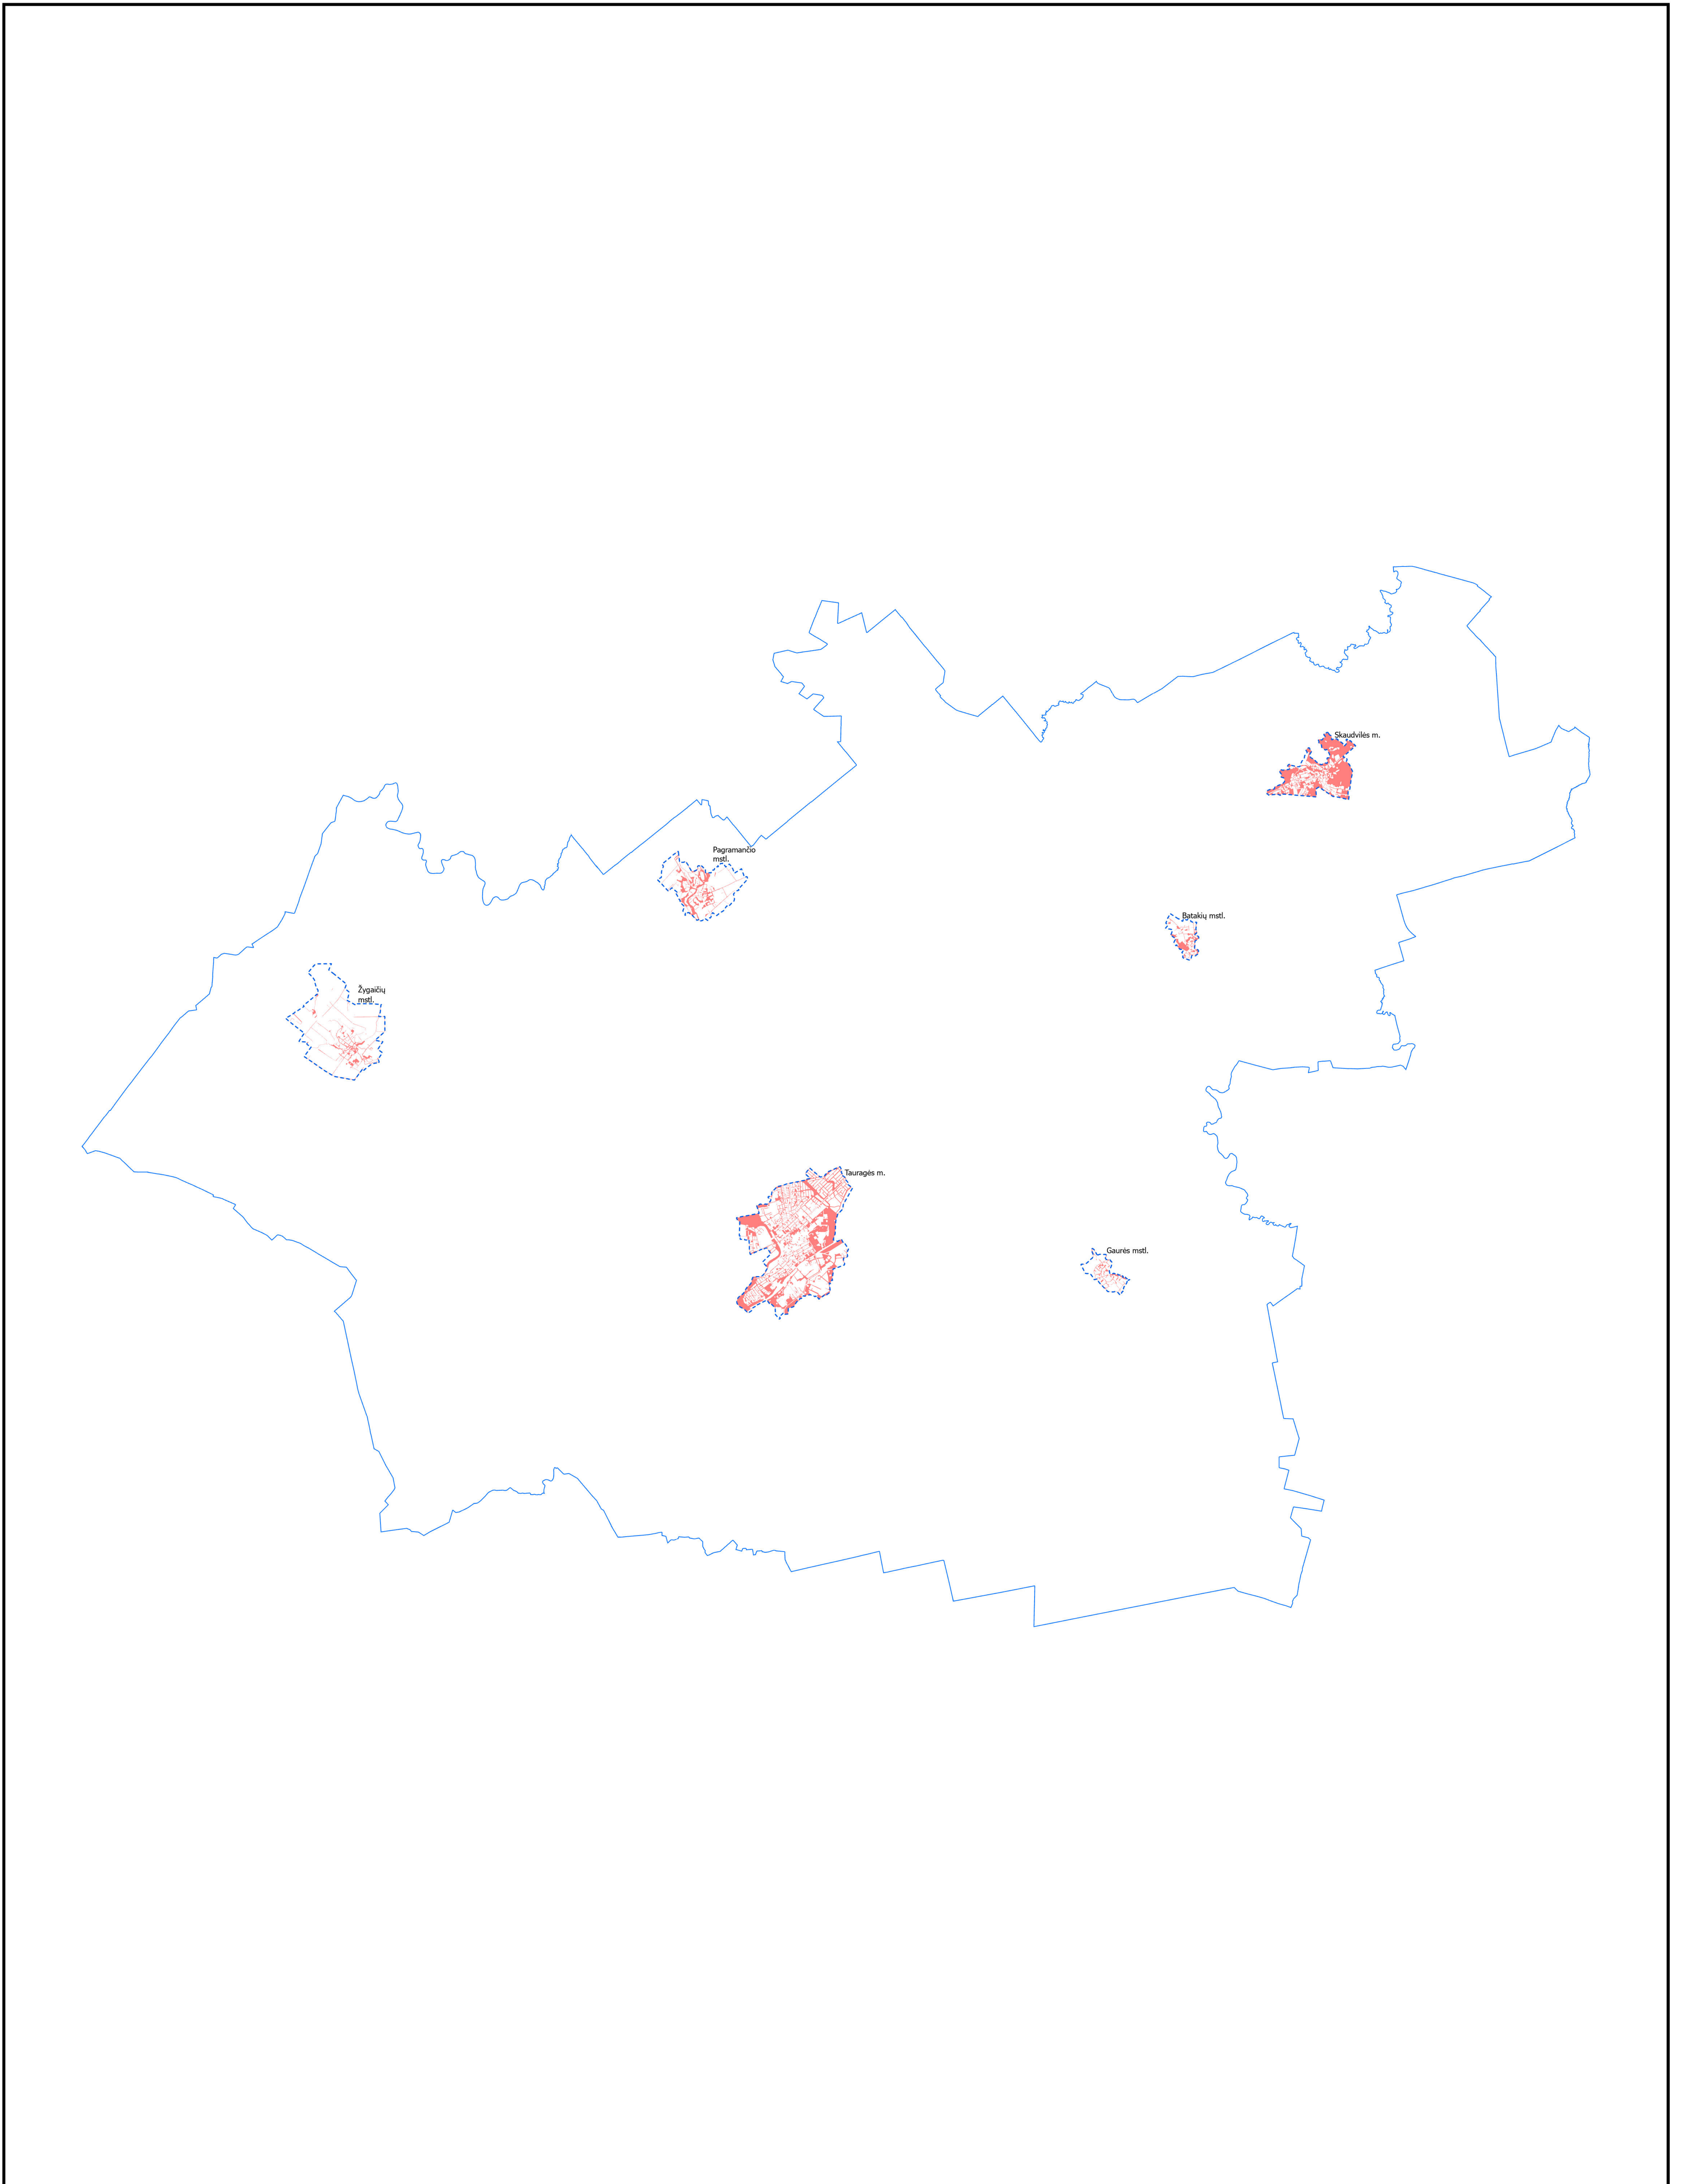 Skaudvilės m.
Pagramančio
mstl.
Batakių mstl.
Žygaičių
mstl.
Tauragės m.
Gaurės mstl.